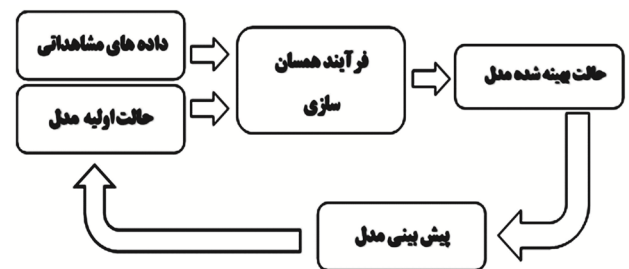 داده های مشاهداتی
حالت اولیه مدل
فرآیند همسان
سازی
حالت بهینه شده مدل
پیش بینی مدل